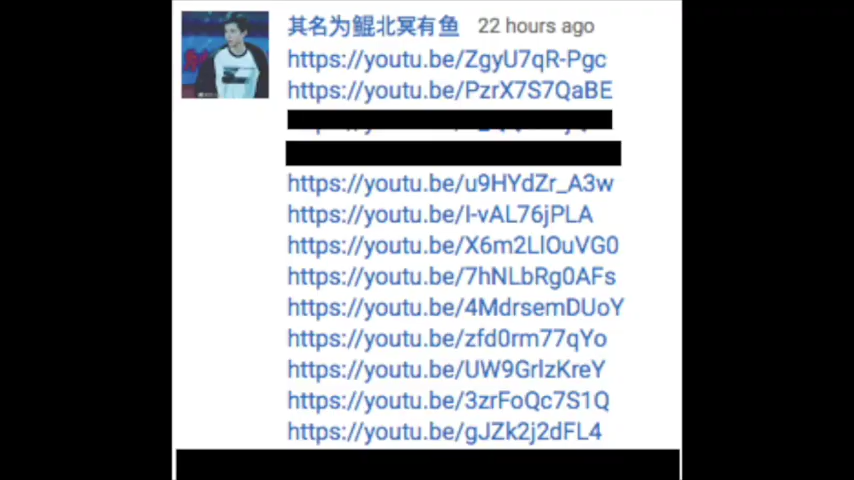 其名为鲲北冥有鱼 22 hours ago
https://youtu.be/ZgyU7qR-Pgc
https://youtu.be/PzrX7S7QaBE
https://youtu.be/u9HYdZr_A3w
https://youtu.be/I-vAL76jPLA
https://youtu.be/X6m2LlOuVG0
https://youtu.be/7hNLbRg0AFs
https://youtu.be/4MdrsemDUoY
https://youtu.be/zfd0rm77qYo
https://youtu.be/UW9GrlzKreY
https://youtu.be/3zrFoQc7S1Q
https://youtu.be/gJZk2j2dFL4